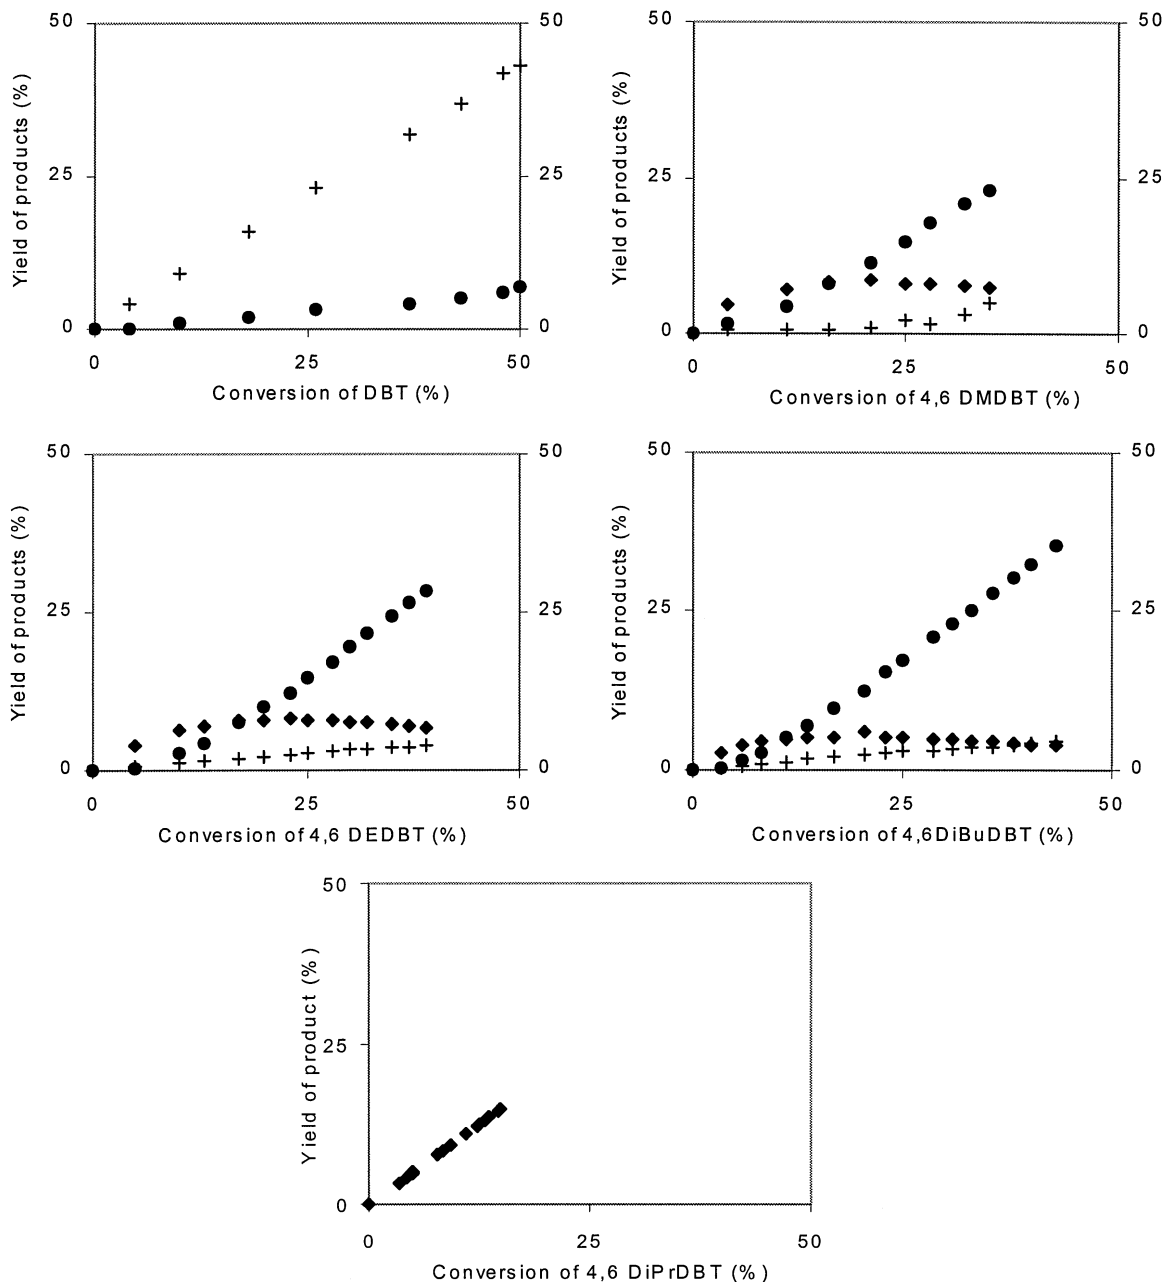 50 50
Yield of products (%)
25 25
0 0
0 25 50
Conversion of DBT (%)
50 50
Yield of products (%)
25 25
0 0
0 25 50
Conversion of 4,6 DMDBT (%)
50 50
Yield of products (%)
25 25
0 0
0 25 50
Conversion of 4,6 DEDBT (%)
50 50
Yield of products (%)
25 25
0 0
0 25 50
Conversion of 4,6DiBuDBT (%)
50
Yield of product (%)
25
0
0 25 50
Conversion of 4,6 DiPrDBT (%)